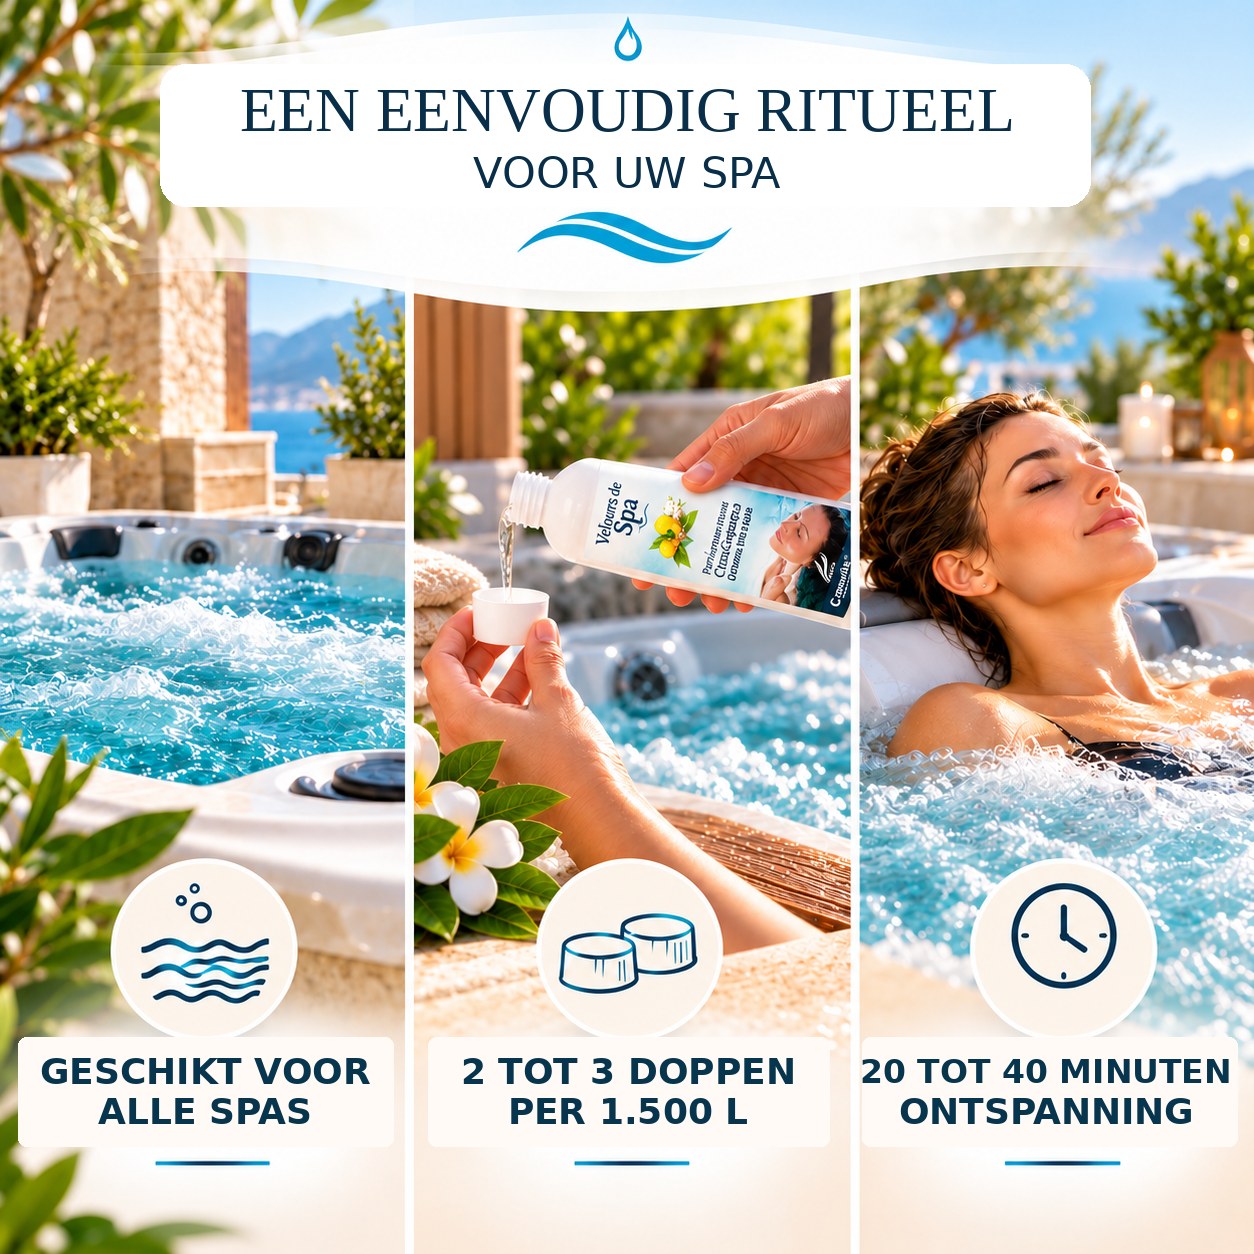 EEN EENVOUDIG RITUEEL
VOOR UW SPA
Velours de
Spa
GESCHIKT VOOR
ALLE SPAS
2 TOT 3 DOPPEN
PER 1.500 L
20 TOT 40 MINUTEN
ONTSPANNING